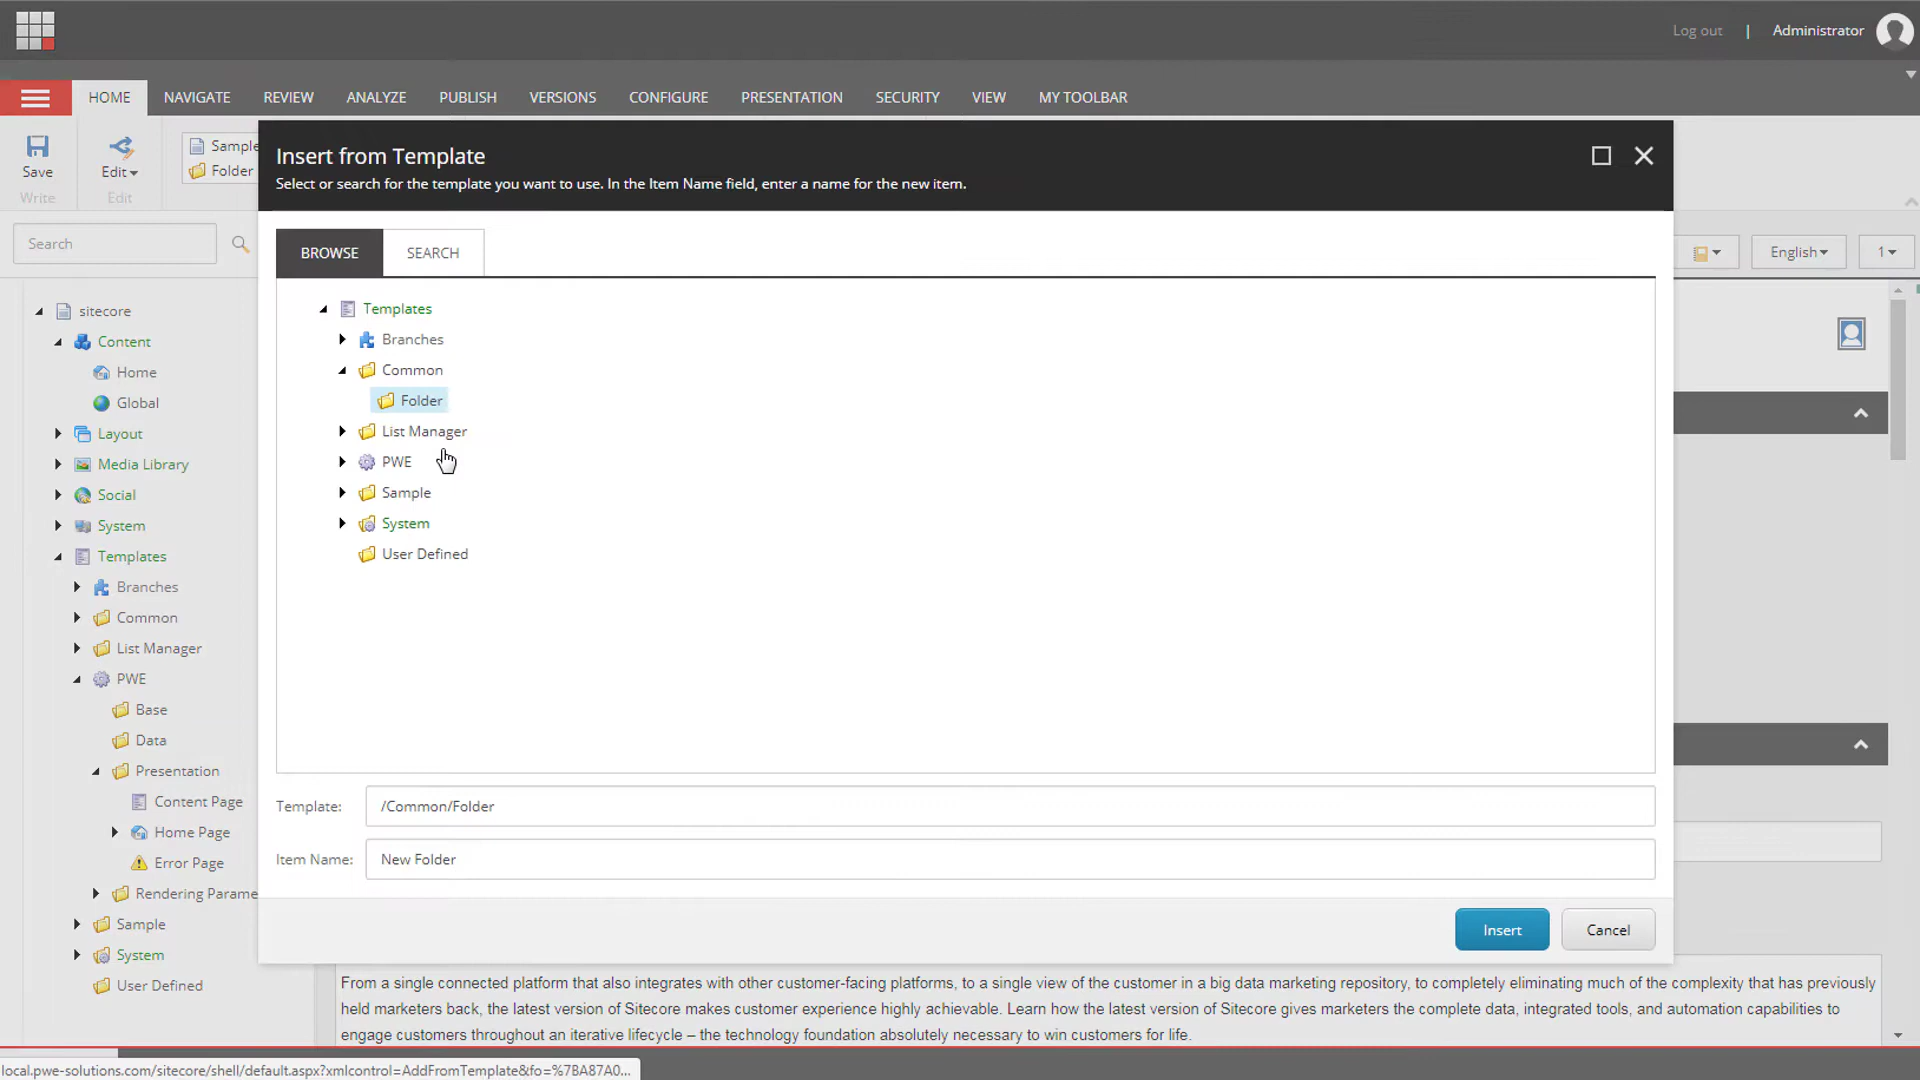 Log out | Administrator
HOME NAVIGATE REVIEW ANALYZE PUBLISH VERSIONS CONFIGURE PRESENTATION SECURITY VIEW MY TOOLBAR
Save
Write
Edit
Edit
Sample
Folder
Insert from Template
Select or search for the template you want to use. In the Item Name field, enter a name for the new item.
Search
English 1
BROWSE SEARCH
sitecore
Content
Home
Global
Layout
Media Library
Social
System
Templates
Branches
Common
List Manager
PWE
Base
Data
Presentation
Content Page
Home Page
Error Page
Rendering Parame
Sample
System
User Defined
Templates
Branches
Common
Folder
List Manager
PWE
Sample
System
User Defined
Template: /Common/Folder
Item Name: New Folder
Insert Cancel
From a single connected platform that also integrates with other customer-facing platforms, to a single view of the customer in a big data marketing repository, to completely eliminating much of the complexity that has previously
held marketers back, the latest version of Sitecore makes customer experience highly achievable. Learn how the latest version of Sitecore gives marketers the complete data, integrated tools, and automation capabilities to
engage customers throughout an iterative lifecycle – the technology foundation absolutely necessary to win customers for life.
local.pwe-solutions.com/sitecore/shell/default.aspx?xmlcontrol=AddFromTemplate&fo=%7BA87A0...